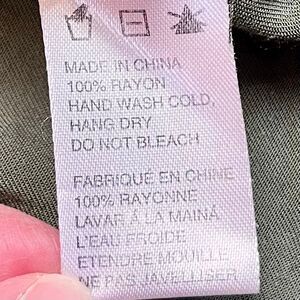 MADE IN CHINA
100% RAYON
HAND WASH COLD,
HANG DRY
DO NOT BLEACH
FABRIQUE EN CHINE
100% RAYONNE
LAVAR Á LA MAINÁ
L'EAU FROIDE
ETENDRE MOUILLE
NE PAS JAVELLISER